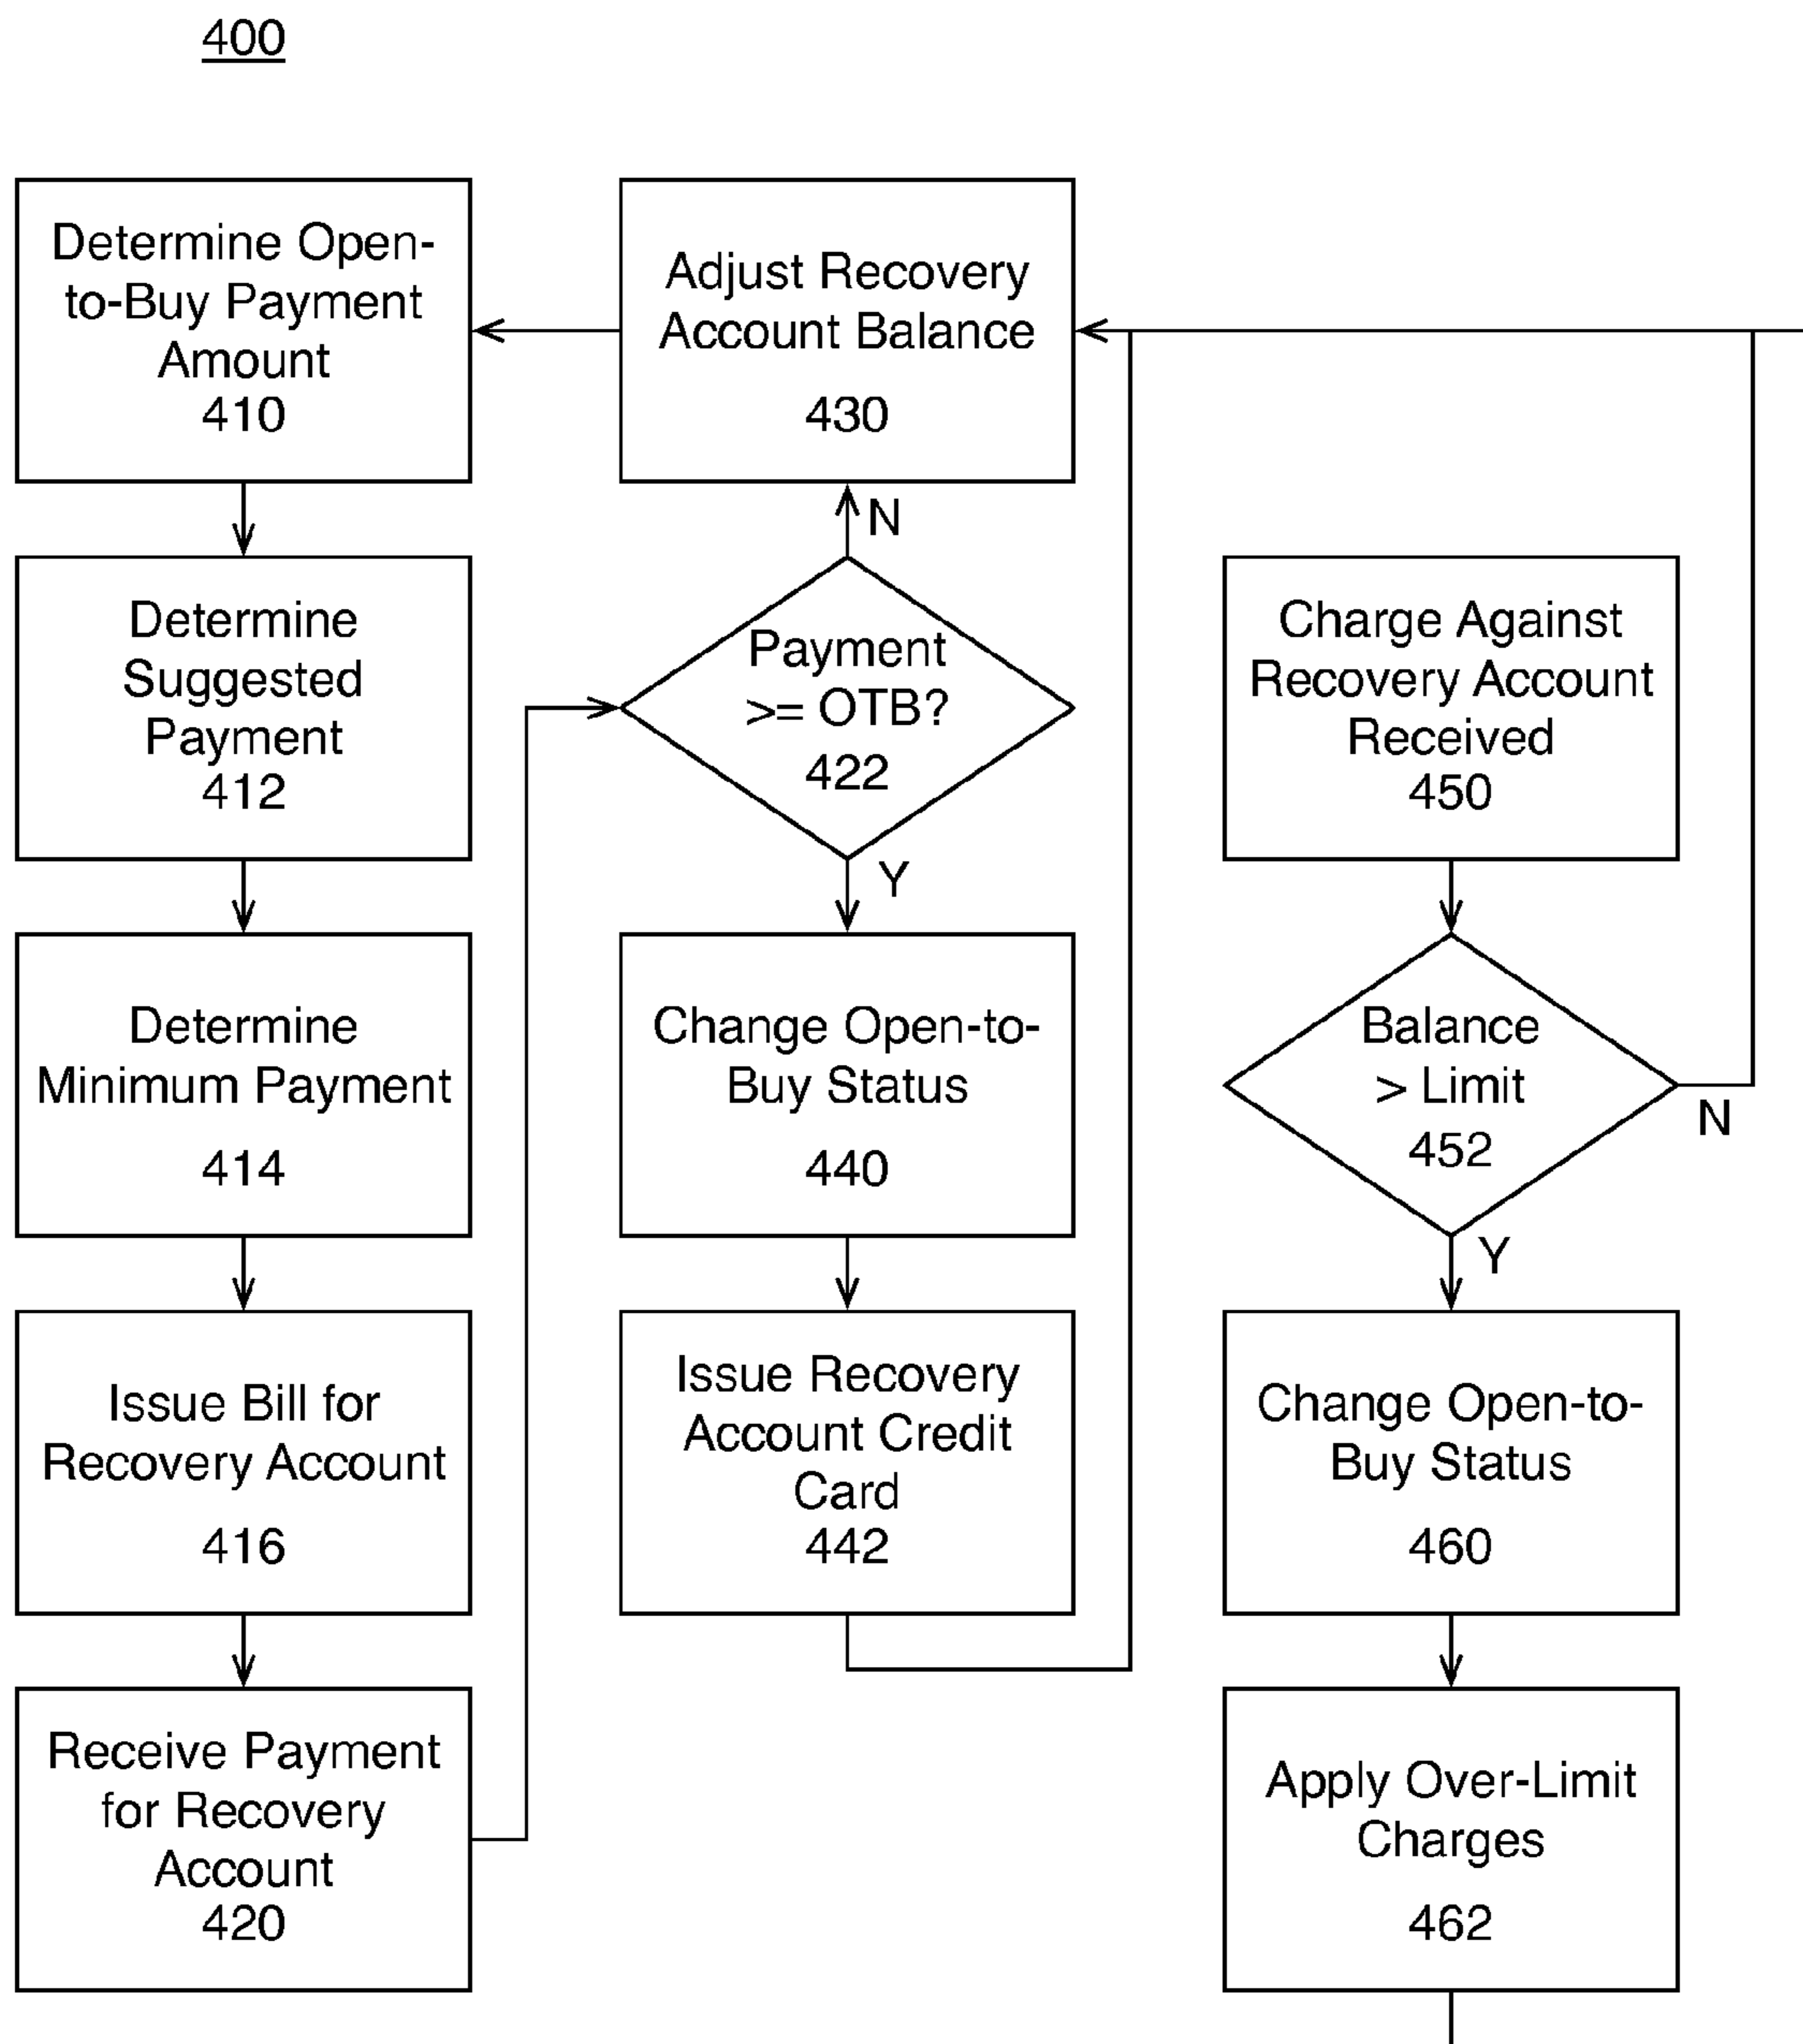 400
Determine Open-
to-Buy Payment
Amount
410
Determine
Suggested
Payment
412
Determine
Minimum Payment
414
Issue Bill for
Recovery Account
416
Receive Payment
for Recovery
Account
420
Adjust Recovery
Account Balance
430
N
Payment
>= OTB?
422
Y
Change Open-to-
Buy Status
440
Issue Recovery
Account Credit
Card
442
Charge Against
Recovery Account
Received
450
Balance
> Limit
452
N
Y
Change Open-to-
Buy Status
460
Apply Over-Limit
Charges
462